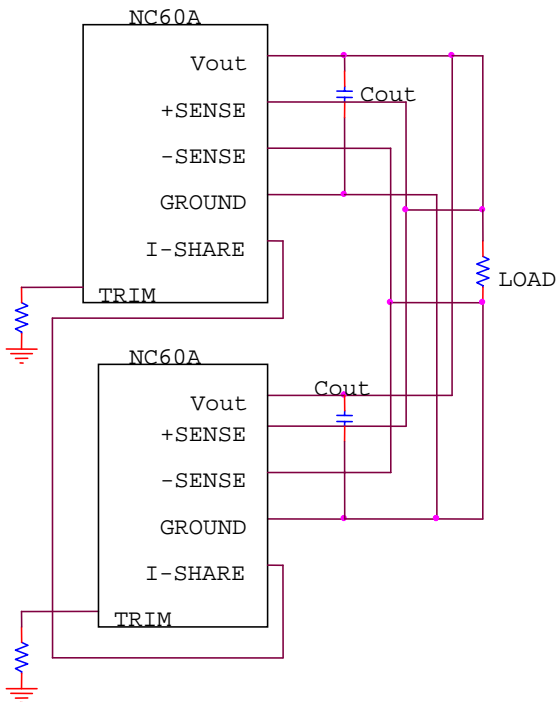 NC60A
Vout
Cout
+SENSE
-SENSE
GROUND
I-SHARE
LOAD
TRIM
NC60A
Cout
Vout
+SENSE
-SENSE
GROUND
I-SHARE
TRIM